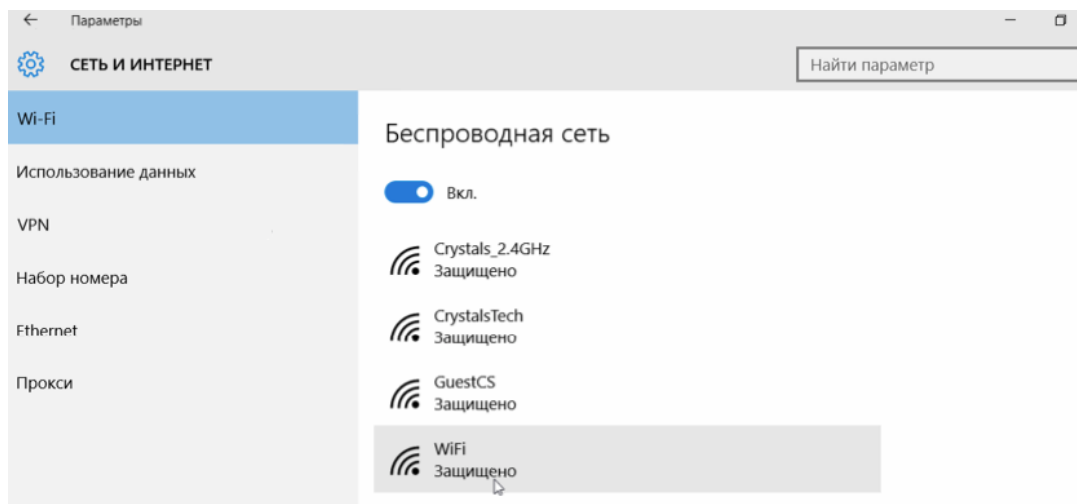 Параметры
СЕТЬ И ИНТЕРНЕТ
Найти параметр
Wi-Fi
Использование данных
VPN
Набор номера
Ethernet
Прокси
Беспроводная сеть
Вкл.
Crystals_2.4GHz
Защищено
CrystalsTech
Защищено
GuestCS
Защищено
WiFi
Защищено